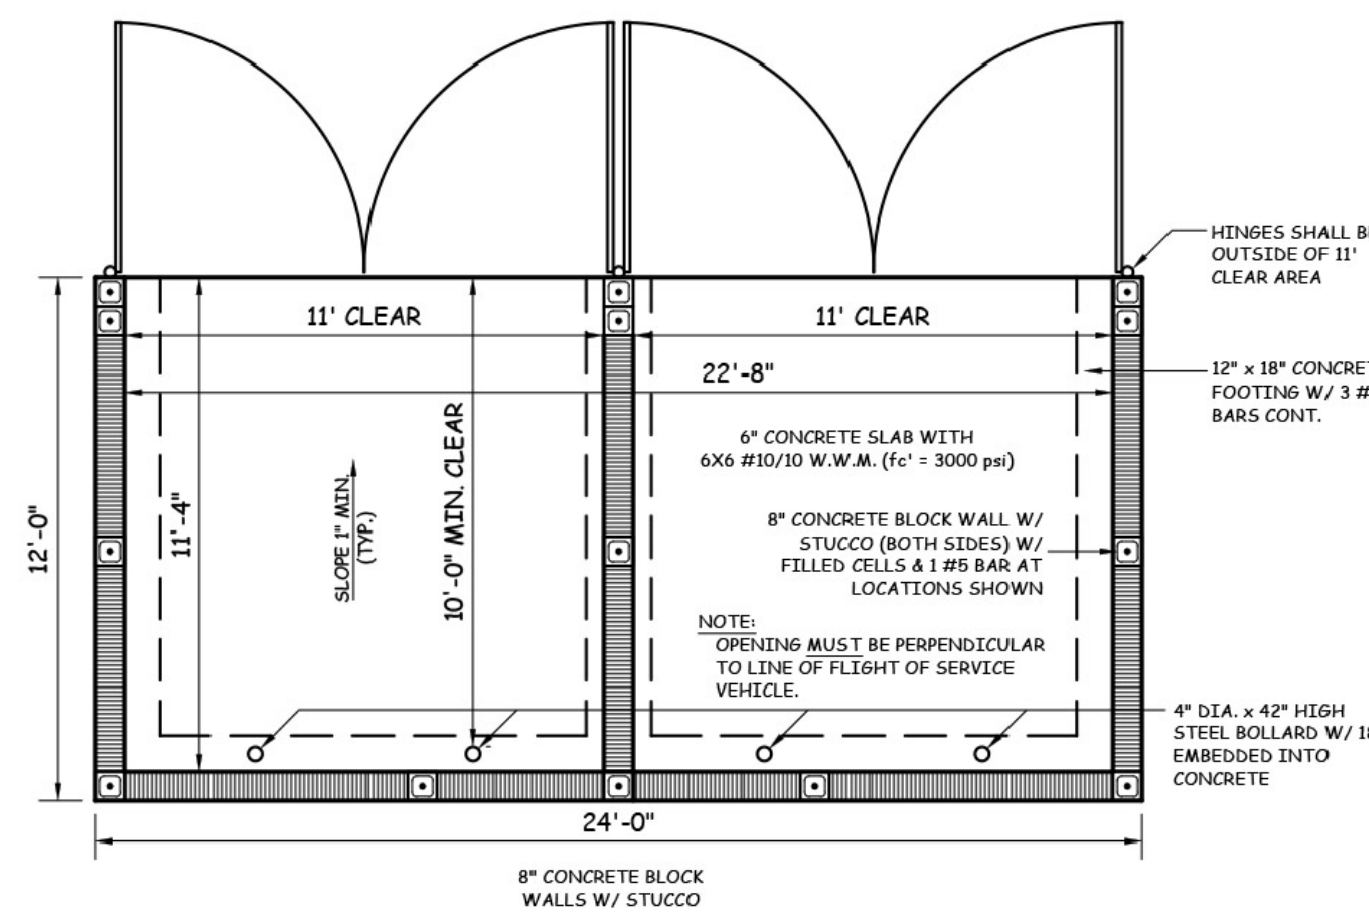 HINGES SHALL B
OUTSIDE OF 11'
CLEAR AREA
11' CLEAR
11' CLEAR
22'-8"
12" x 18" CONCRE
FOOTING W/ 3 #
BARS CONT.
6" CONCRETE SLAB WITH
6X6 #10/10 W.W.M. (fc' = 3000 psi)
12'-0"
11'-4"
SLOPE 1" MIN.
(TYP.)
10'-0" MIN. CLEAR
8" CONCRETE BLOCK WALL W/
STUCCO (BOTH SIDES) W/
FILLED CELLS & 1 #5 BAR AT
LOCATIONS SHOWN
NOTE:
OPENING MUST BE PERPENDICULAR
TO LINE OF FLIGHT OF SERVICE
VEHICLE.
4" DIA. x 42" HIGH
STEEL BOLLARD W/ 18
EMBEDDED INTO
CONCRETE
24'-0"
8" CONCRETE BLOCK
WALLS W/ STUCCO